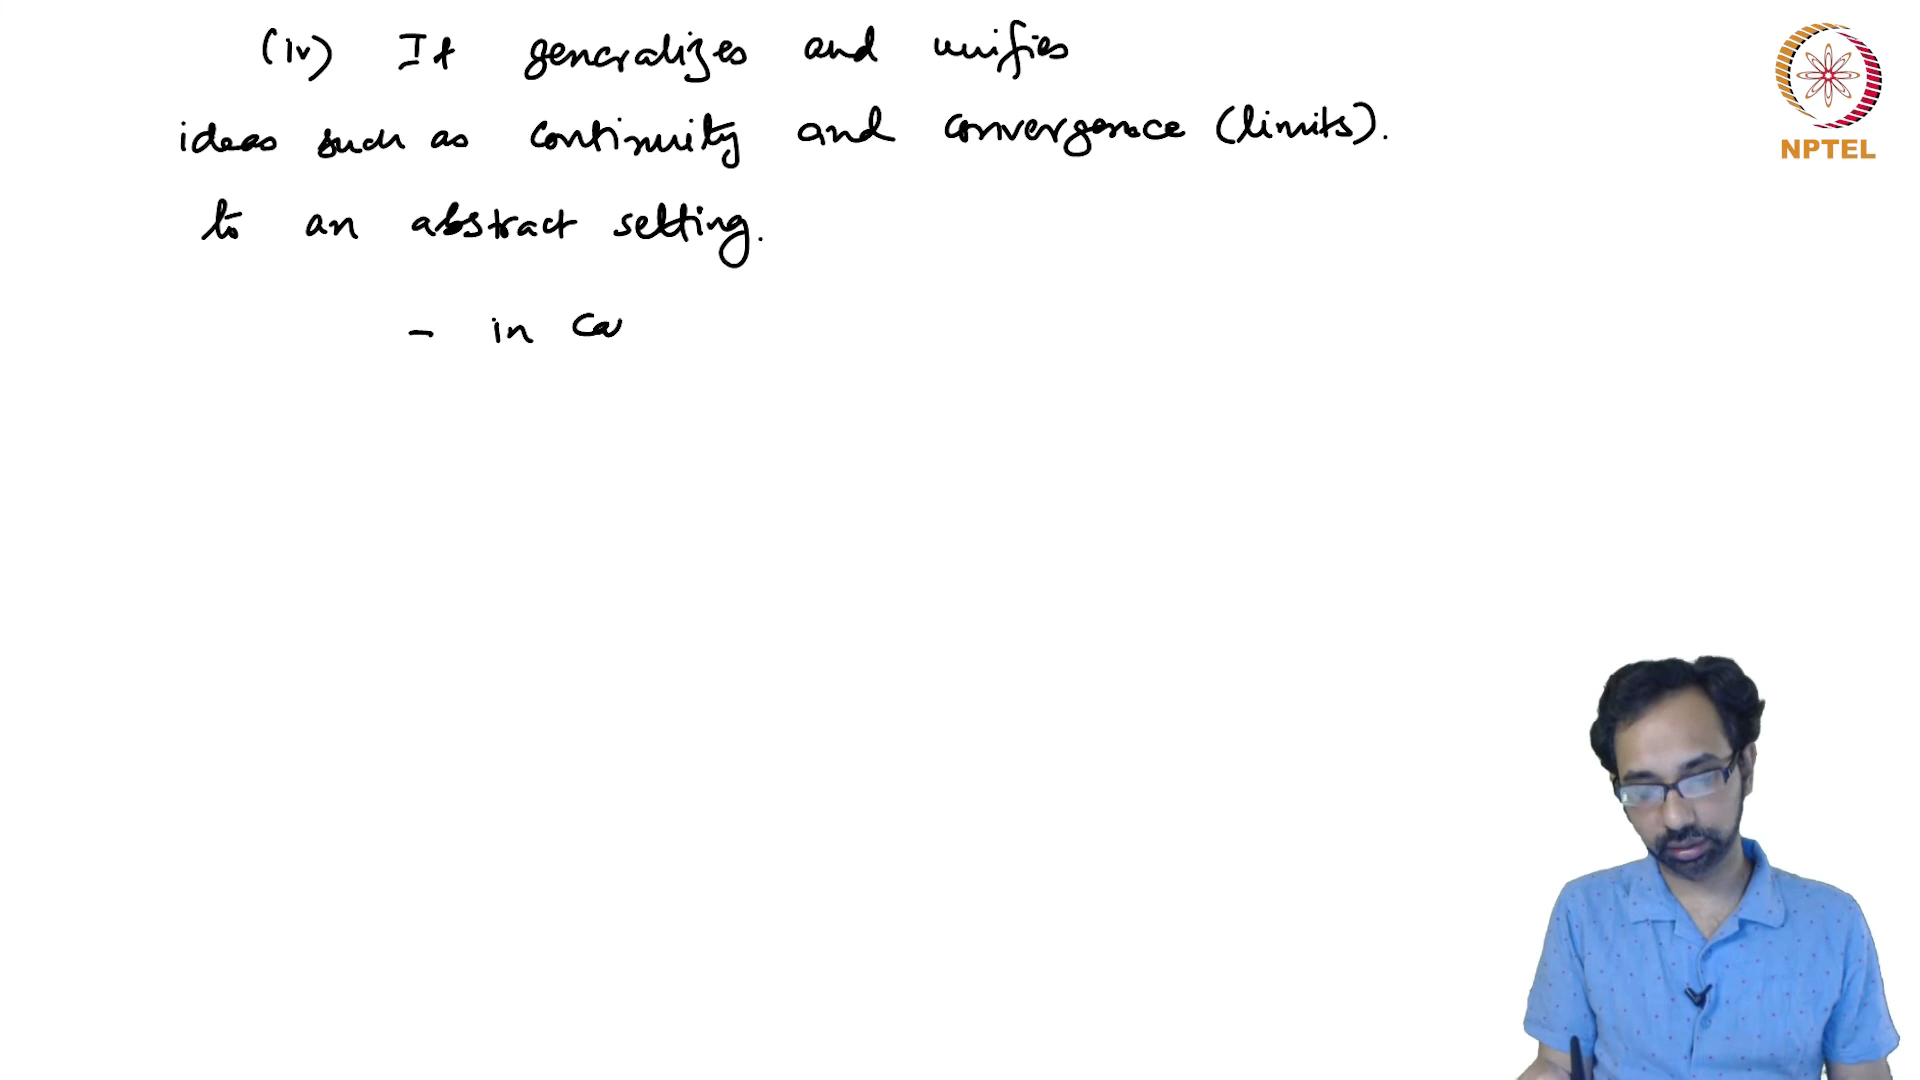 (iv) It generalizes and unifies
ideas such as continuity and convergence (limits).
to an abstract setting.
- in Ca
NPTEL